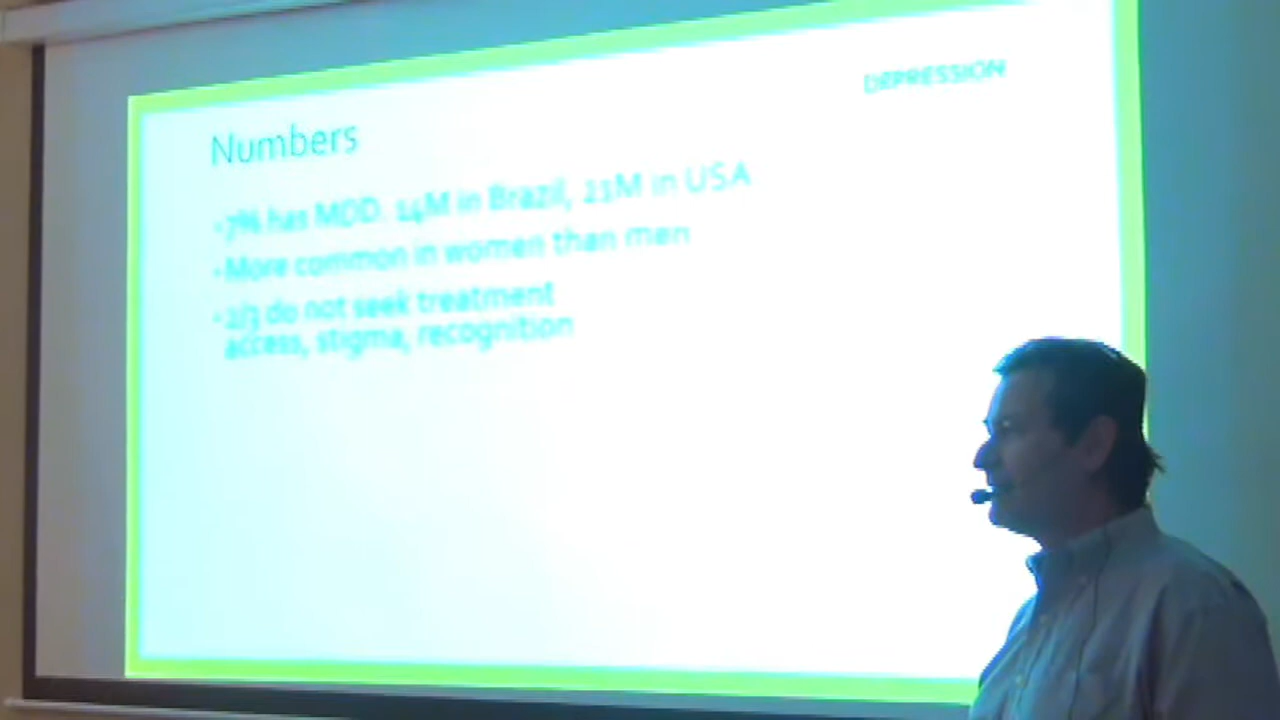 DEPRESSION
Numbers
•7% has MDD. 14M in Brazil, 23M in USA
•More common in women than men
•2/3 do not seek treatment
access, stigma, recognition